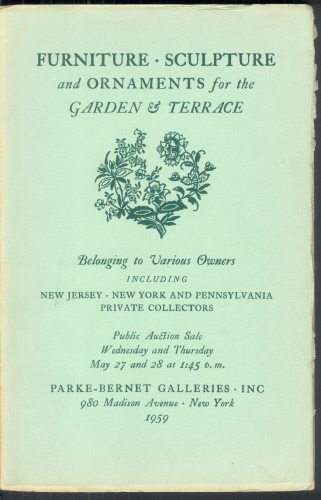 FURNITURE · SCULPTURE
and ORNAMENTS for the
GARDEN & TERRACE
Belonging to Various Owners
INCLUDING
NEW JERSEY · NEW YORK AND PENNSYLVANIA
PRIVATE COLLECTORS
Public Auction Sale
Wednesday and Thursday
May 27 and 28 at 1:45 p.m.
PARKE-BERNET GALLERIES · INC
980 Madison Avenue · New York
1959